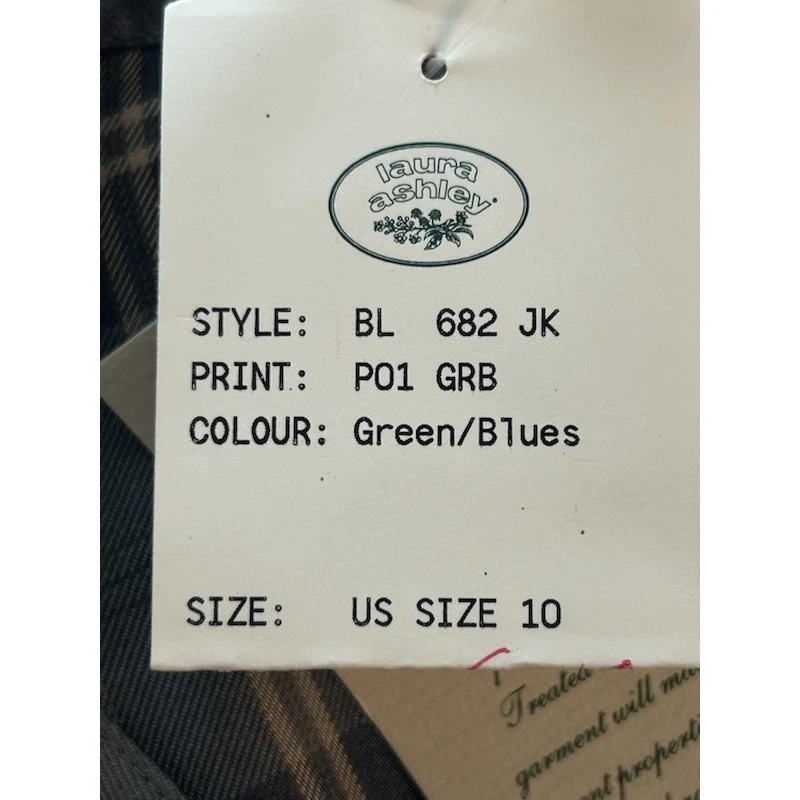 laura
ashley
STYLE: BL 682 JK
PRINT: P01 GRB
COLOUR: Green/Blues
SIZE: US SIZE 10
Treated
garment will